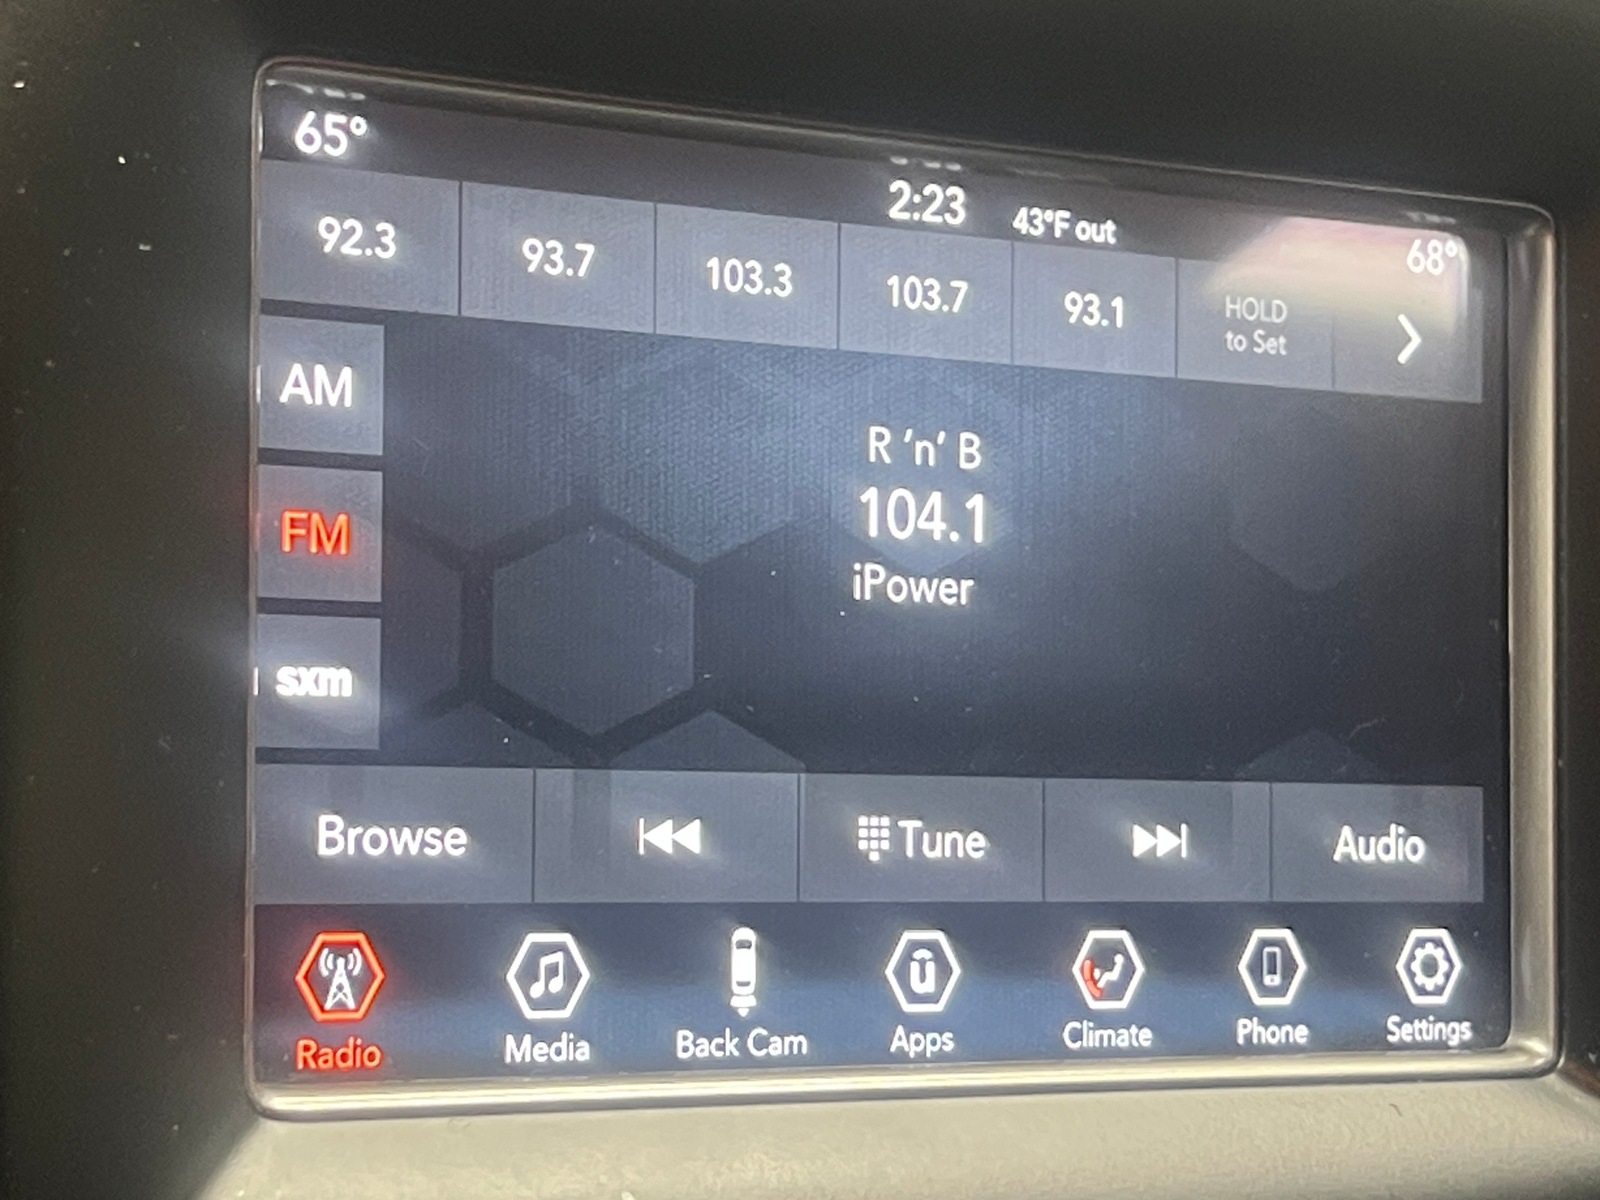 65°
2:23 43°F out
68°
92.3 93.7 103.3 103.7 93.1 HOLD
to Set
AM
R 'n' B
104.1
FM
iPower
sxm
Browse Tune Audio
Radio Media Back Cam Apps Climate Phone Settings